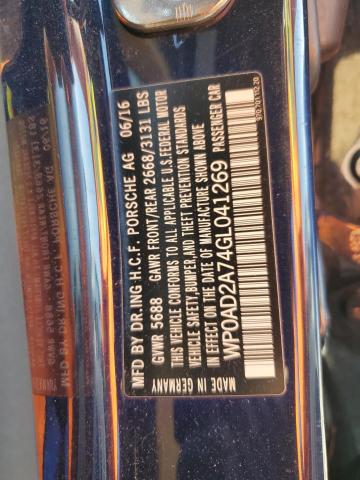 MFD BY DR.ING H.C.F. PORSCHE AG 06/16
GVWR 5688 GAWR FRONT/REAR 2668/3131 LBS
THIS VEHICLE CONFORMS TO ALL APPLICABLE U.S.FEDERAL MOTOR
VEHICLE SAFETY,BUMPER,AND THEFT PREVENTION STANDARDS
IN EFFECT ON THE DATE OF MANUFACTURE SHOWN ABOVE
WP0AD2A74GL041269 PASSENGER CAR
MADE IN GERMANY